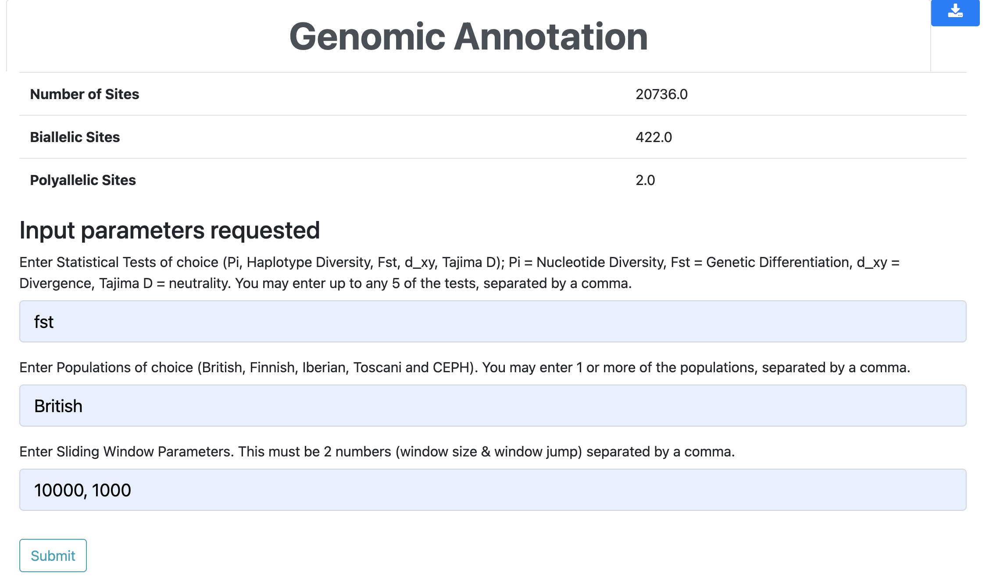 Genomic Annotation
Number of Sites 20736.0
Biallelic Sites 422.0
Polyallelic Sites 2.0
Input parameters requested
Enter Statistical Tests of choice (Pi, Haplotype Diversity, Fst, d_xy, Tajima D); Pi = Nucleotide Diversity, Fst = Genetic Differentiation, d_xy =
Divergence, Tajima D = neutrality. You may enter up to any 5 of the tests, separated by a comma.
fst
Enter Populations of choice (British, Finnish, Iberian, Toscani and CEPH). You may enter 1 or more of the populations, separated by a comma.
British
Enter Sliding Window Parameters. This must be 2 numbers (window size & window jump) separated by a comma.
10000, 1000
Submit